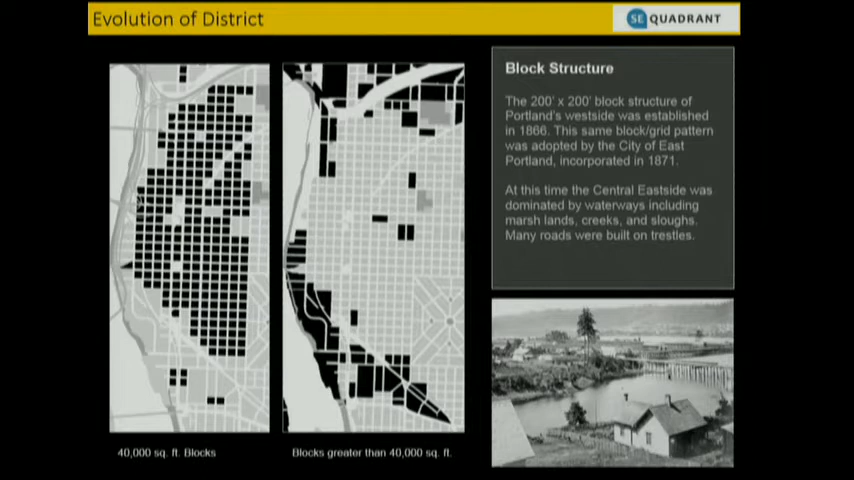 Evolution of District
SE QUADRANT
Block Structure
The 200' x 200' block structure of
Portland's westside was established
in 1866. This same block/grid pattern
was adopted by the City of East
Portland, incorporated in 1871.
At this time the Central Eastside was
dominated by waterways including
marsh lands, creeks, and sloughs.
Many roads were built on trestles.
40,000 sq. ft. Blocks
Blocks greater than 40,000 sq. ft.